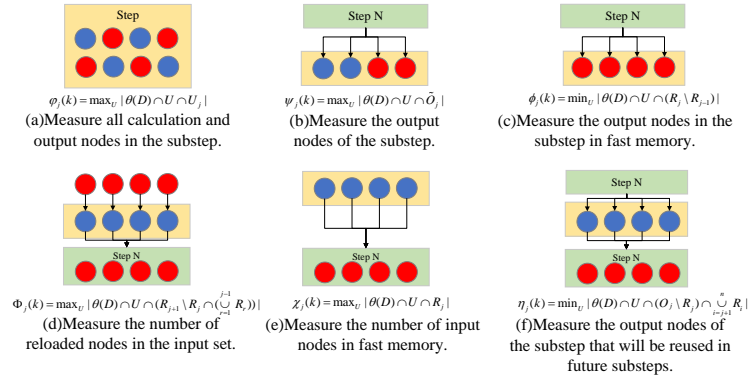 Step
φ_j(k) = max_U | θ(D) ∩ U ∩ U_j |
(a)Measure all calculation and
output nodes in the substep.
Step N
ψ_j(k) = max_U | θ(D) ∩ U ∩ Õ_j |
(b)Measure the output
nodes of the substep.
Step N
ϕ_j(k) = min_U | θ(D) ∩ U ∩ (R_j \ R_{j−1}) |
(c)Measure the output nodes in the
substep in fast memory.
Step N
Φ_j(k) = max_U | θ(D) ∩ U ∩ (R_{j+1} \ R_j ∩ (∪_{r=1}^{j−1} R_r)) |
(d)Measure the number of
reloaded nodes in the input set.
Step N
χ_j(k) = max_U | θ(D) ∩ U ∩ R_j |
(e)Measure the number of input
nodes in fast memory.
Step N
Step N
η_j(k) = min_U | θ(D) ∩ U ∩ (O_j \ R_j) ∩ ∪_{i=j+1}^{n} R_i |
(f)Measure the output nodes of
the substep that will be reused in
future substeps.